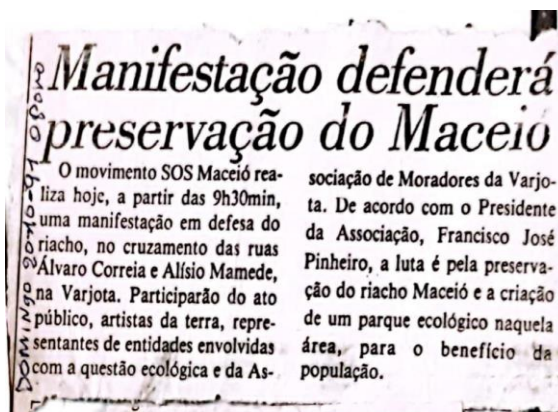 Manifestação defenderá
preservação do Maceió
O movimento SOS Maceió rea-
liza hoje, a partir das 9h30min,
uma manifestação em defesa do
riacho, no cruzamento das ruas
Álvaro Correia e Alísio Mamede,
na Varjota. Participarão do ato
público, artistas da terra, repre-
sentantes de entidades envolvidas
com a questão ecológica e da As-
sociação de Moradores da Varjo-
ta. De acordo com o Presidente
da Associação, Francisco José
Pinheiro, a luta é pela preserva-
ção do riacho Maceió e a criação
de um parque ecológico naquela
área, para o benefício da
população.
DOMINGO